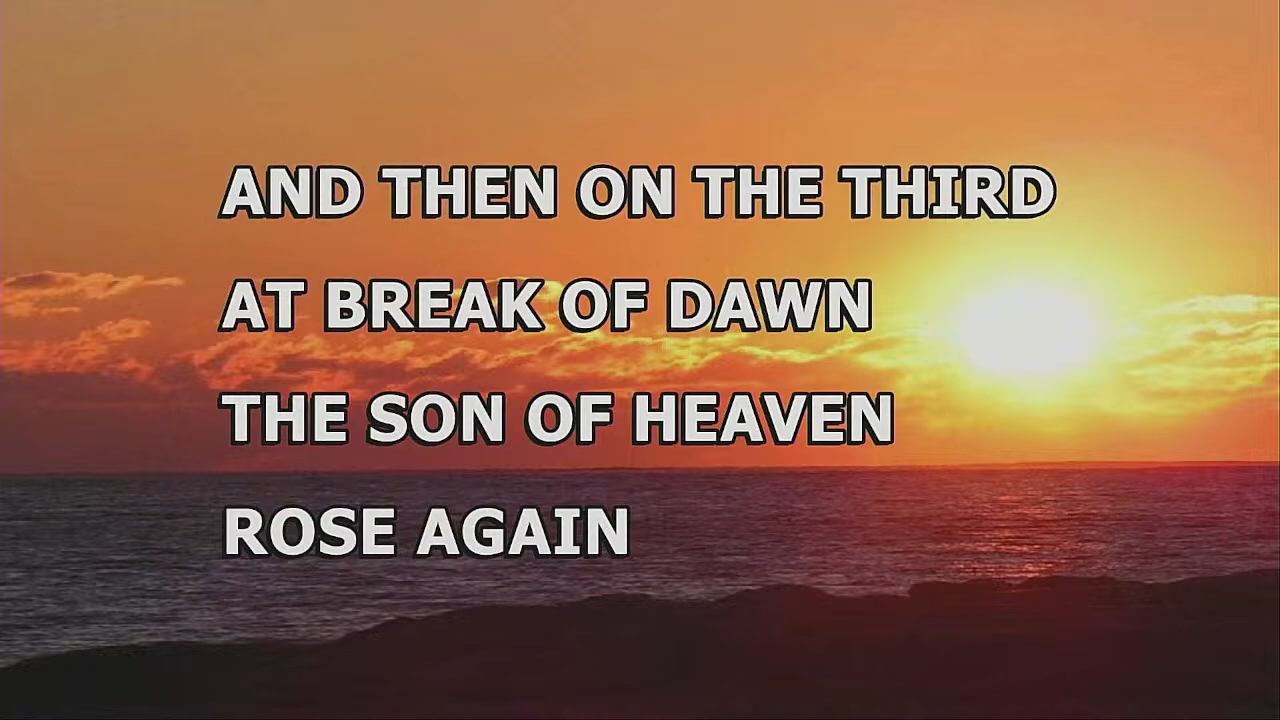 AND THEN ON THE THIRD
AT BREAK OF DAWN
THE SON OF HEAVEN
ROSE AGAIN